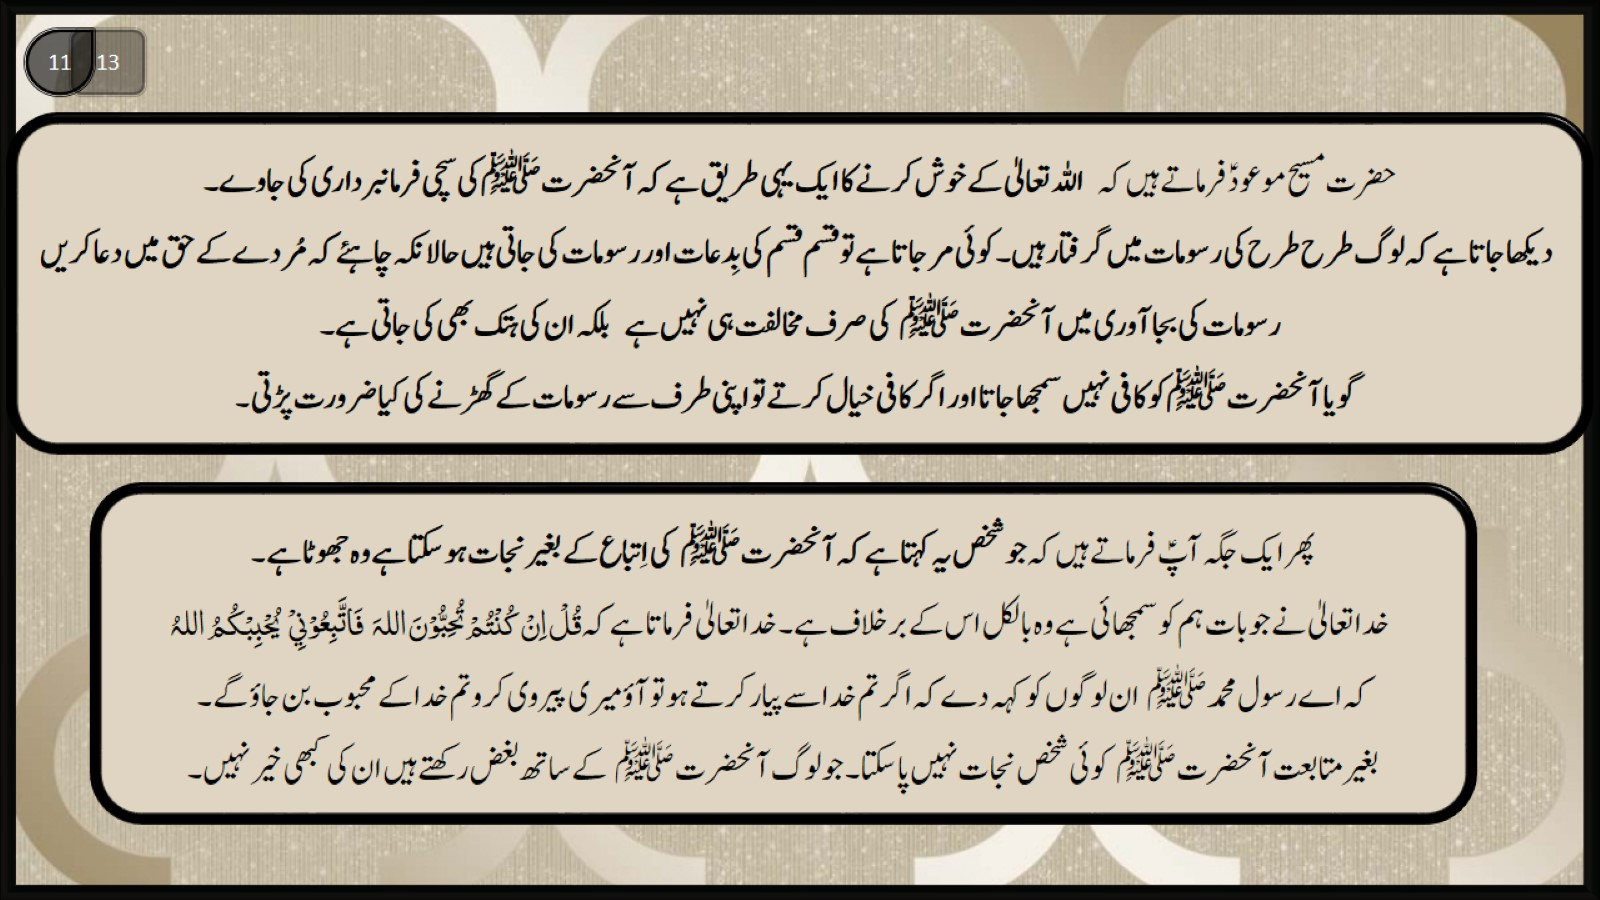 11 13
حضرت مسیح موعودؑ فرماتے ہیں کہ اللہ تعالیٰ کے خوش کرنے کا ایک یہی طریق ہے کہ آنحضرت ﷺ کی سچی فرمانبرداری کی جاوے۔
دیکھا جاتا ہے کہ لوگ طرح طرح کی رسومات میں گرفتار ہیں۔ کوئی مر جاتا ہے تو قسم قسم کی بِدعات اور رسومات کی جاتی ہیں حالانکہ چاہئے کہ مُردے کے حق میں دعا کریں
رسومات کی بجا آوری میں آنحضرت ﷺ کی صرف مخالفت ہی نہیں ہے بلکہ ان کی ہتک بھی کی جاتی ہے۔
گویا آنحضرت ﷺ کو کافی نہیں سمجھا جاتا اور اگر کافی خیال کرتے تو اپنی طرف سے رسومات کے گھڑنے کی کیا ضرورت پڑتی۔
پھر ایک جگہ آپؑ فرماتے ہیں کہ جو شخص یہ کہتا ہے کہ آنحضرت ﷺ کی اِتباع کے بغیر نجات ہو سکتا ہے وہ جھوٹا ہے۔
خدا تعالیٰ نے جو بات ہم کو سمجھائی ہے وہ بالکل اس کے برخلاف ہے۔ خدا تعالیٰ فرماتا ہے کہ قُلْ اِنْ كُنْتُمْ تُحِبُّوْنَ اللهَ فَاتَّبِعُوْنِيْ يُحْبِبْكُمُ اللهُ
کہ اے رسول محمد ﷺ ان لوگوں کو کہہ دے کہ اگر تم خدا سے پیار کرتے ہو تو آؤ میری پیروی کرو تم خدا کے محبوب بن جاؤ گے۔
بغیر متابعت آنحضرت ﷺ کوئی شخص نجات نہیں پا سکتا۔ جو لوگ آنحضرت ﷺ کے ساتھ بغض رکھتے ہیں ان کی کبھی خیر نہیں۔